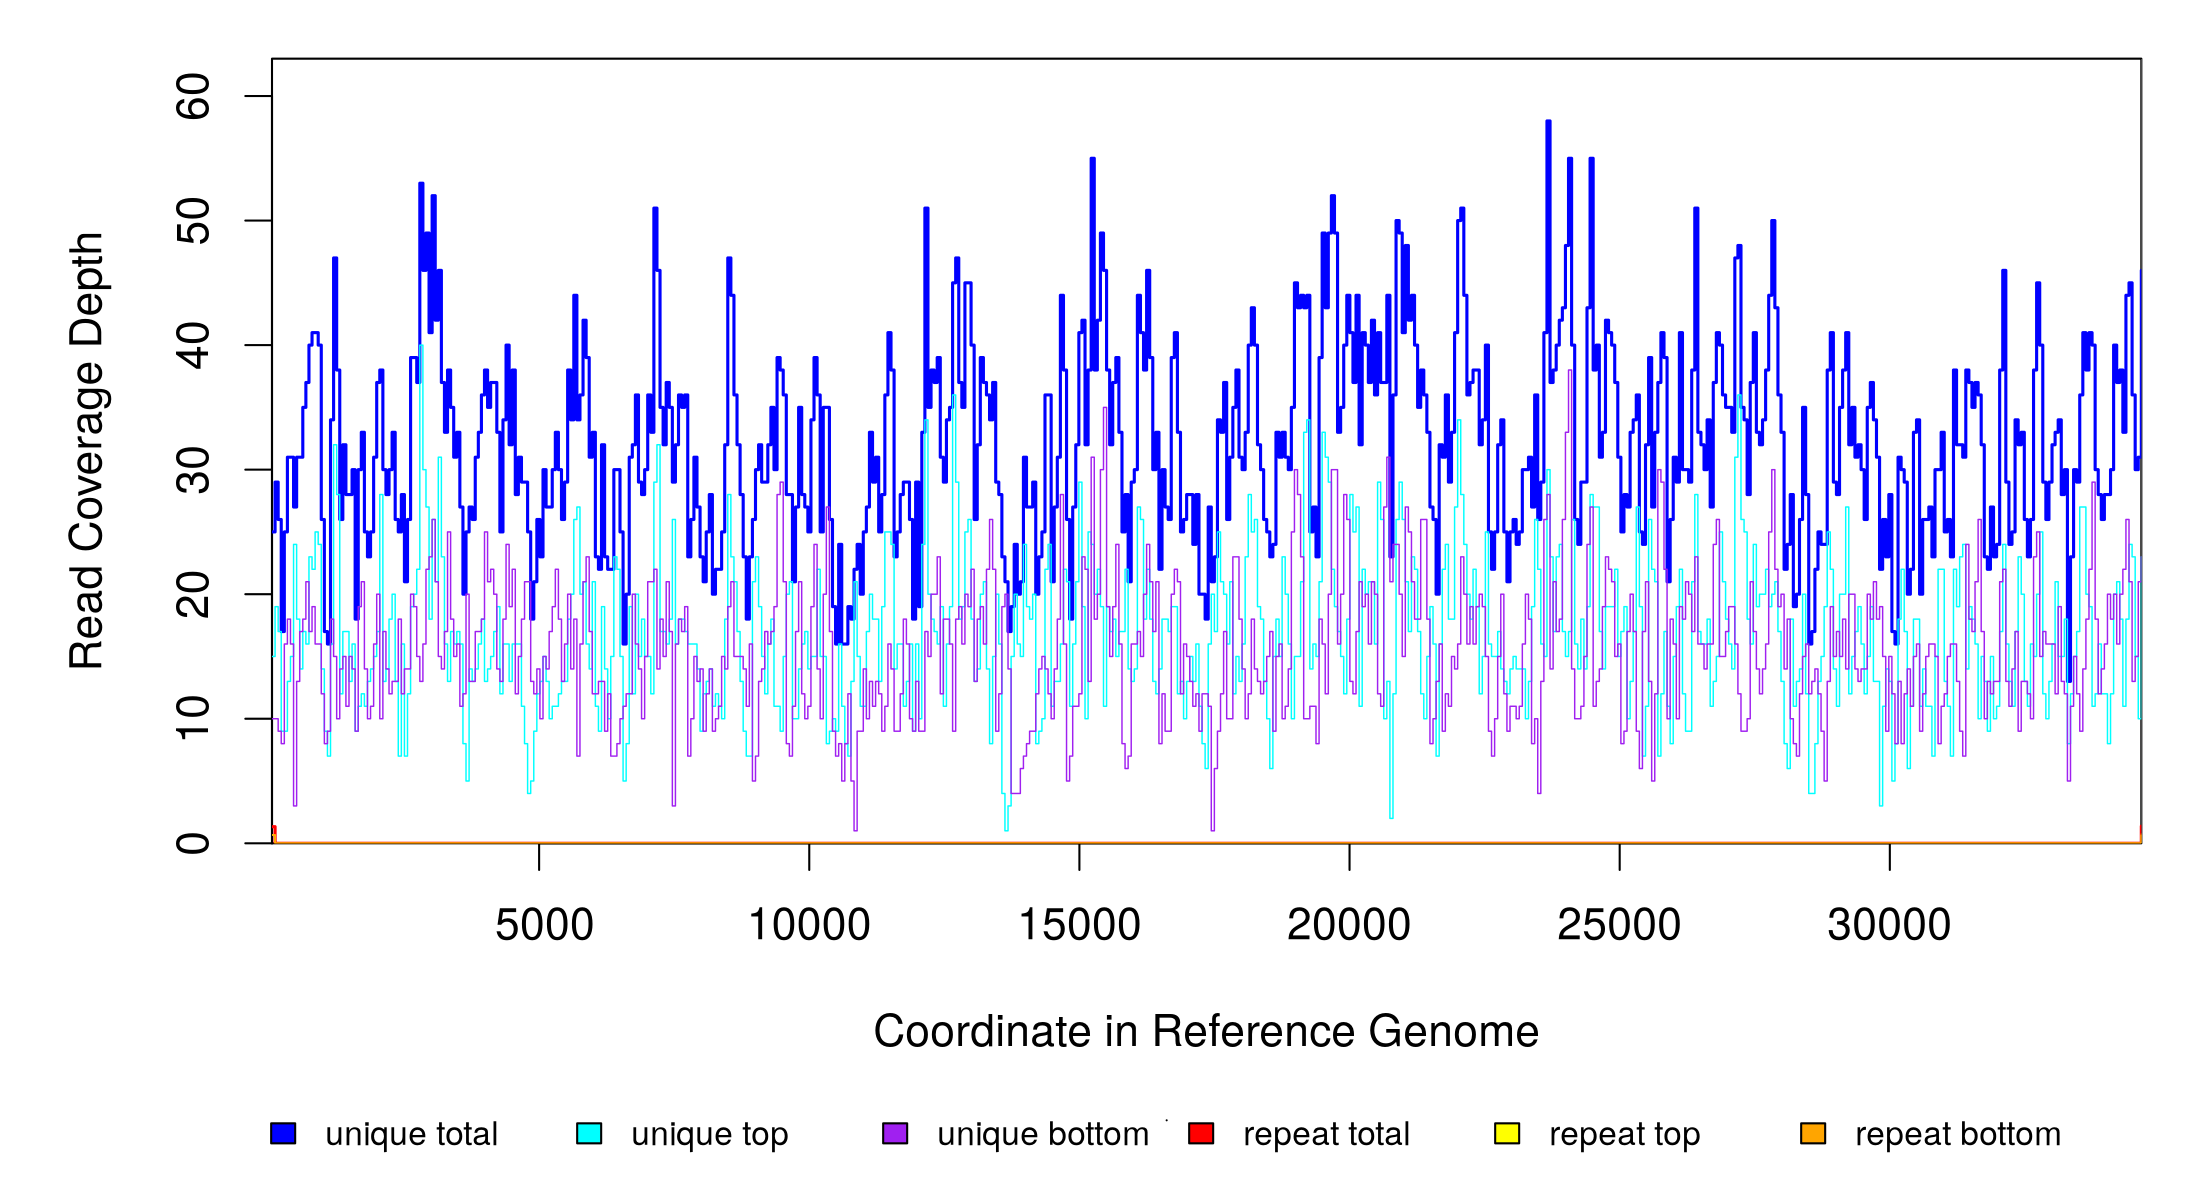 Read Coverage Depth
60
50
40
30
20
10
0
5000 10000 15000 20000 25000 30000
Coordinate in Reference Genome
unique total unique top unique bottom repeat total repeat top repeat bottom